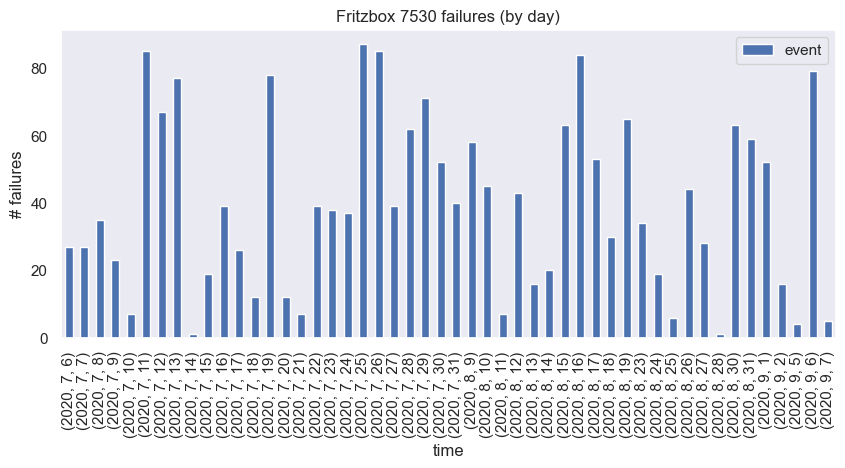 Fritzbox 7530 failures (by day)
event
# failures
80
60
40
20
0
(2020, 7, 6)
(2020, 7, 7)
(2020, 7, 8)
(2020, 7, 9)
(2020, 7, 10)
(2020, 7, 11)
(2020, 7, 12)
(2020, 7, 13)
(2020, 7, 14)
(2020, 7, 15)
(2020, 7, 16)
(2020, 7, 17)
(2020, 7, 18)
(2020, 7, 19)
(2020, 7, 20)
(2020, 7, 21)
(2020, 7, 22)
(2020, 7, 23)
(2020, 7, 24)
(2020, 7, 25)
(2020, 7, 26)
(2020, 7, 27)
(2020, 7, 28)
(2020, 7, 29)
(2020, 7, 30)
(2020, 7, 31)
(2020, 8, 9)
(2020, 8, 10)
(2020, 8, 11)
(2020, 8, 12)
(2020, 8, 13)
(2020, 8, 14)
(2020, 8, 15)
(2020, 8, 16)
(2020, 8, 17)
(2020, 8, 18)
(2020, 8, 19)
(2020, 8, 23)
(2020, 8, 24)
(2020, 8, 25)
(2020, 8, 26)
(2020, 8, 27)
(2020, 8, 28)
(2020, 8, 30)
(2020, 8, 31)
(2020, 9, 1)
(2020, 9, 2)
(2020, 9, 5)
(2020, 9, 6)
(2020, 9, 7)
time